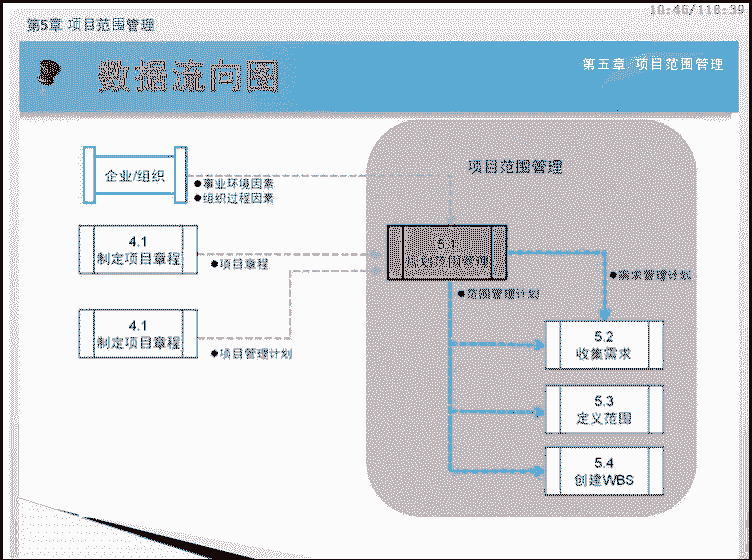 10:46/118:39
第5章 项目范围管理
数据流向图
第五章 项目范围管理
企业/组织
●事业环境因素
●组织过程因素
项目范围管理
4.1
制定项目章程
●项目章程
5.1
规划范围管理
●需求管理计划
●范围管理计划
4.1
制定项目章程
●项目管理计划
5.2
收集需求
5.3
定义范围
5.4
创建WBS